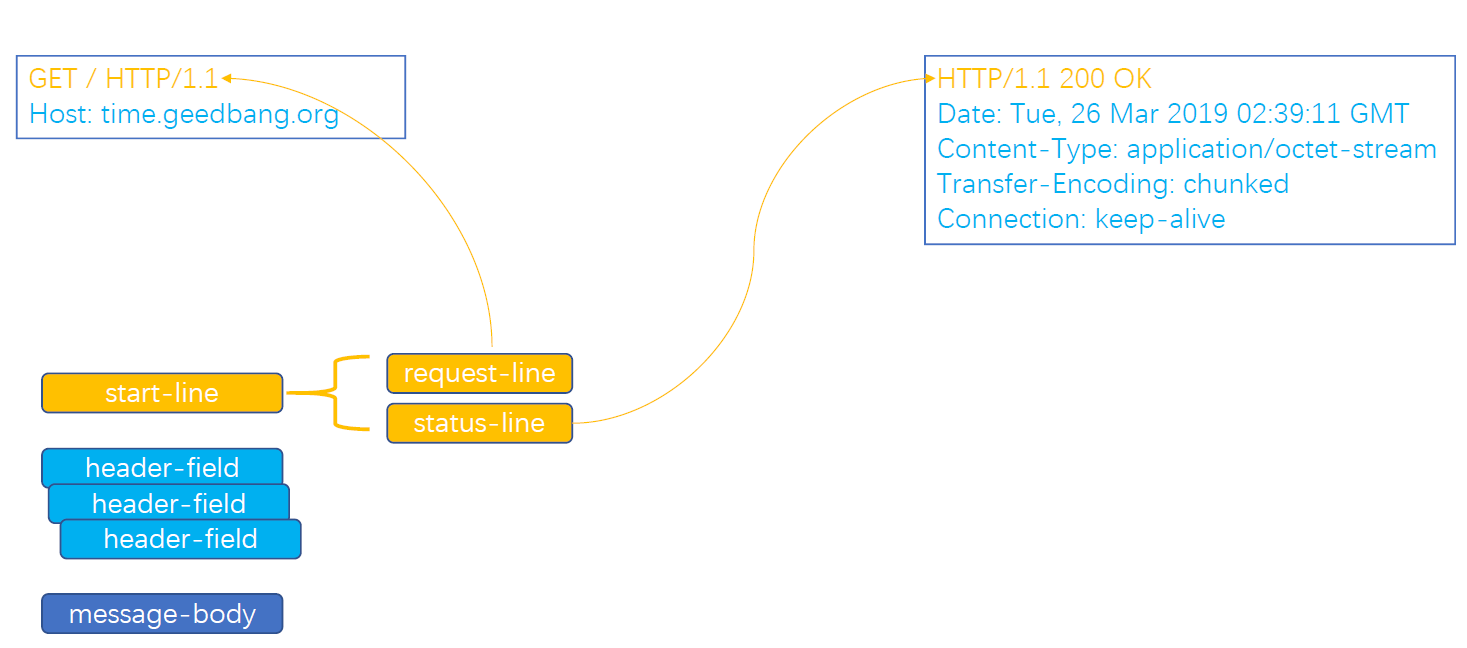 GET / HTTP/1.1
Host: time.geedbang.org
HTTP/1.1 200 OK
Date: Tue, 26 Mar 2019 02:39:11 GMT
Content-Type: application/octet-stream
Transfer-Encoding: chunked
Connection: keep-alive
start-line
request-line
status-line
header-field
header-field
header-field
message-body